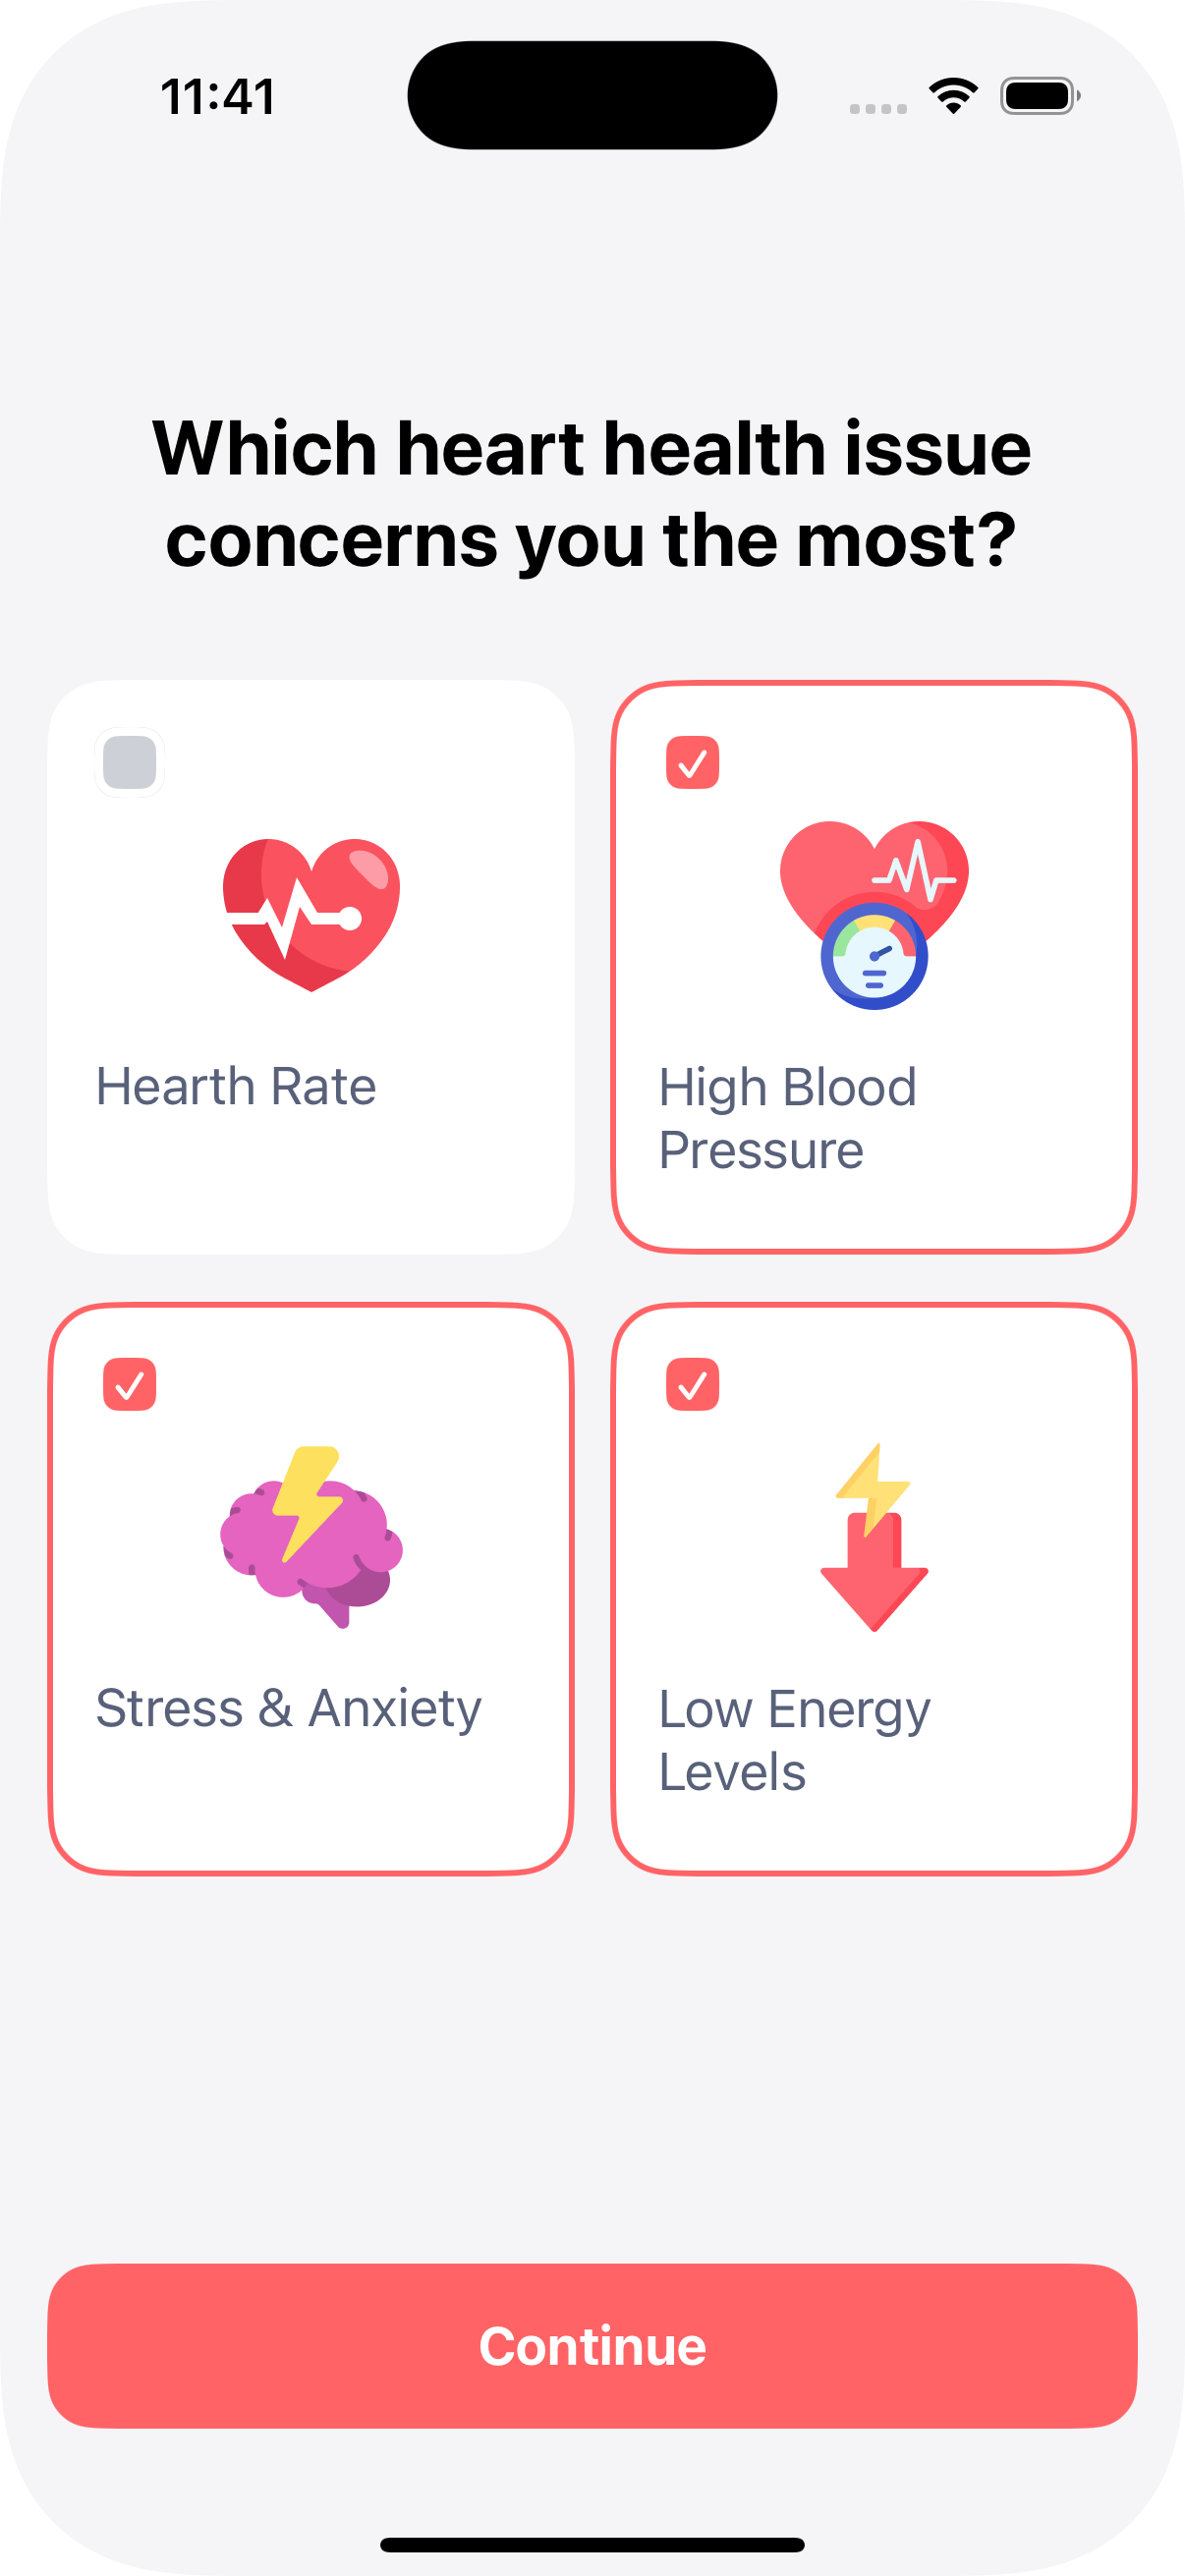 11:41
Which heart health issue
concerns you the most?
Hearth Rate
High Blood
Pressure
Stress & Anxiety
Low Energy
Levels
Continue